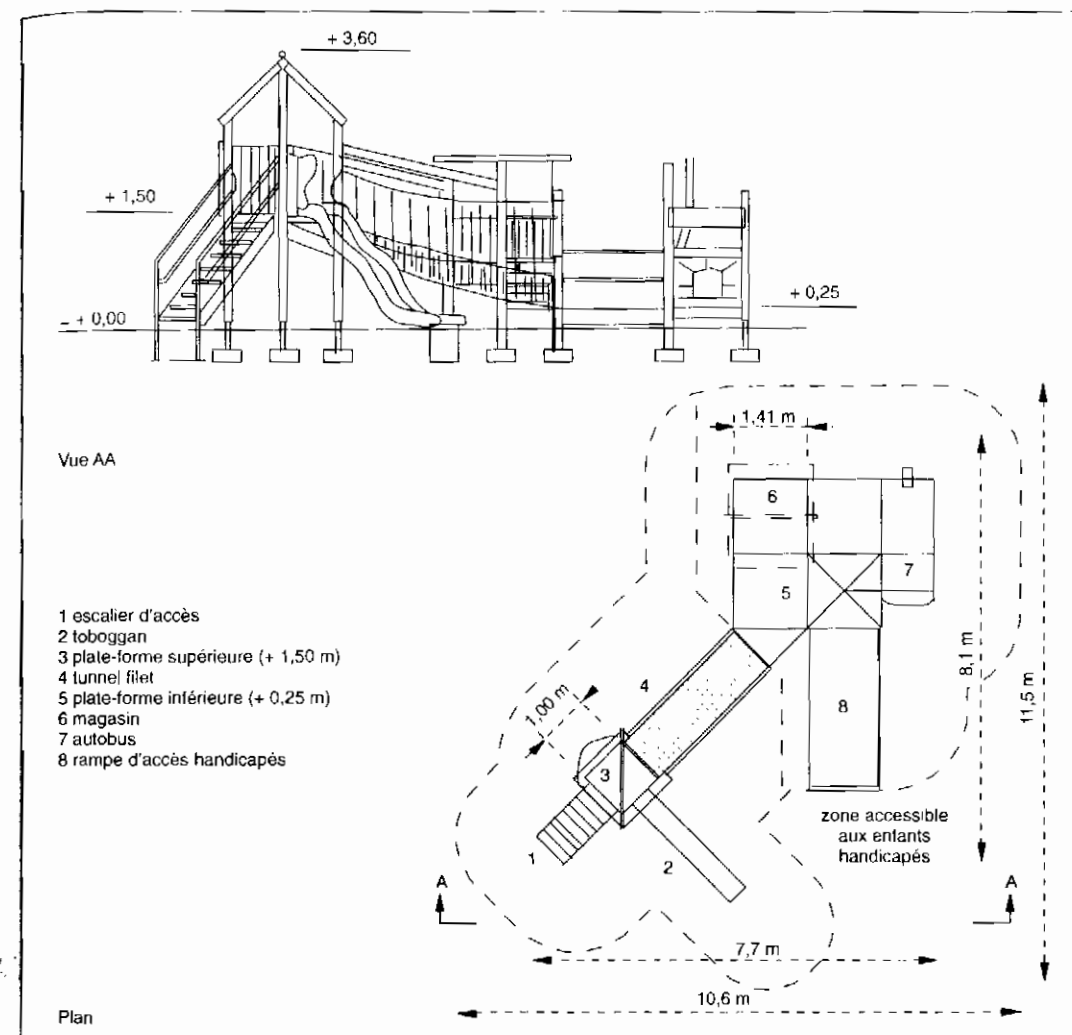 + 3,60
+ 1,50
+ 0,25
– + 0,00
Vue AA
1,41 m
6
7
5
1 escalier d'accès
2 toboggan
3 plate-forme supérieure (+ 1,50 m)
4 tunnel filet
5 plate-forme inférieure (+ 0,25 m)
6 magasin
7 autobus
8 rampe d'accès handicapés
4
8,1 m
11,5 m
1,00 m
8
3
zone accessible
aux enfants
handicapés
1
2
A
A
7,7 m
10,6 m
Plan